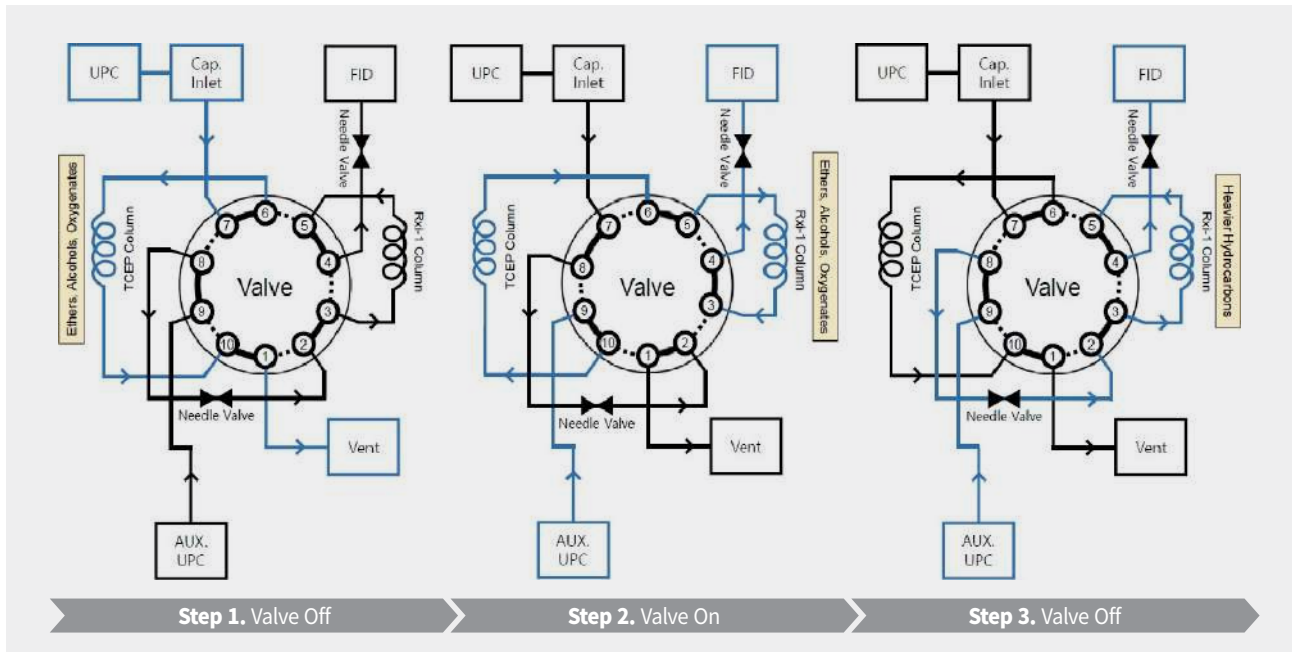 UPC
Cap.
Inlet
FID
Needle Valve
Ethers, Alcohols, Oxygenates
TCEP Column
Rxi-1 Column
7
6
5
8
4
Valve
9
3
10
1
2
Needle Valve
Vent
AUX.
UPC
Step 1. Valve Off
UPC
Cap.
Inlet
FID
Needle Valve
Ethers, Alcohols, Oxygenates
TCEP Column
Rxi-1 Column
7
6
5
8
4
Valve
9
3
10
1
2
Needle Valve
Vent
AUX.
UPC
Step 2. Valve On
UPC
Cap.
Inlet
FID
Needle Valve
Heavier Hydrocarbons
TCEP Column
Rxi-1 Column
7
6
5
8
4
Valve
9
3
10
1
2
Needle Valve
Vent
AUX.
UPC
Step 3. Valve Off